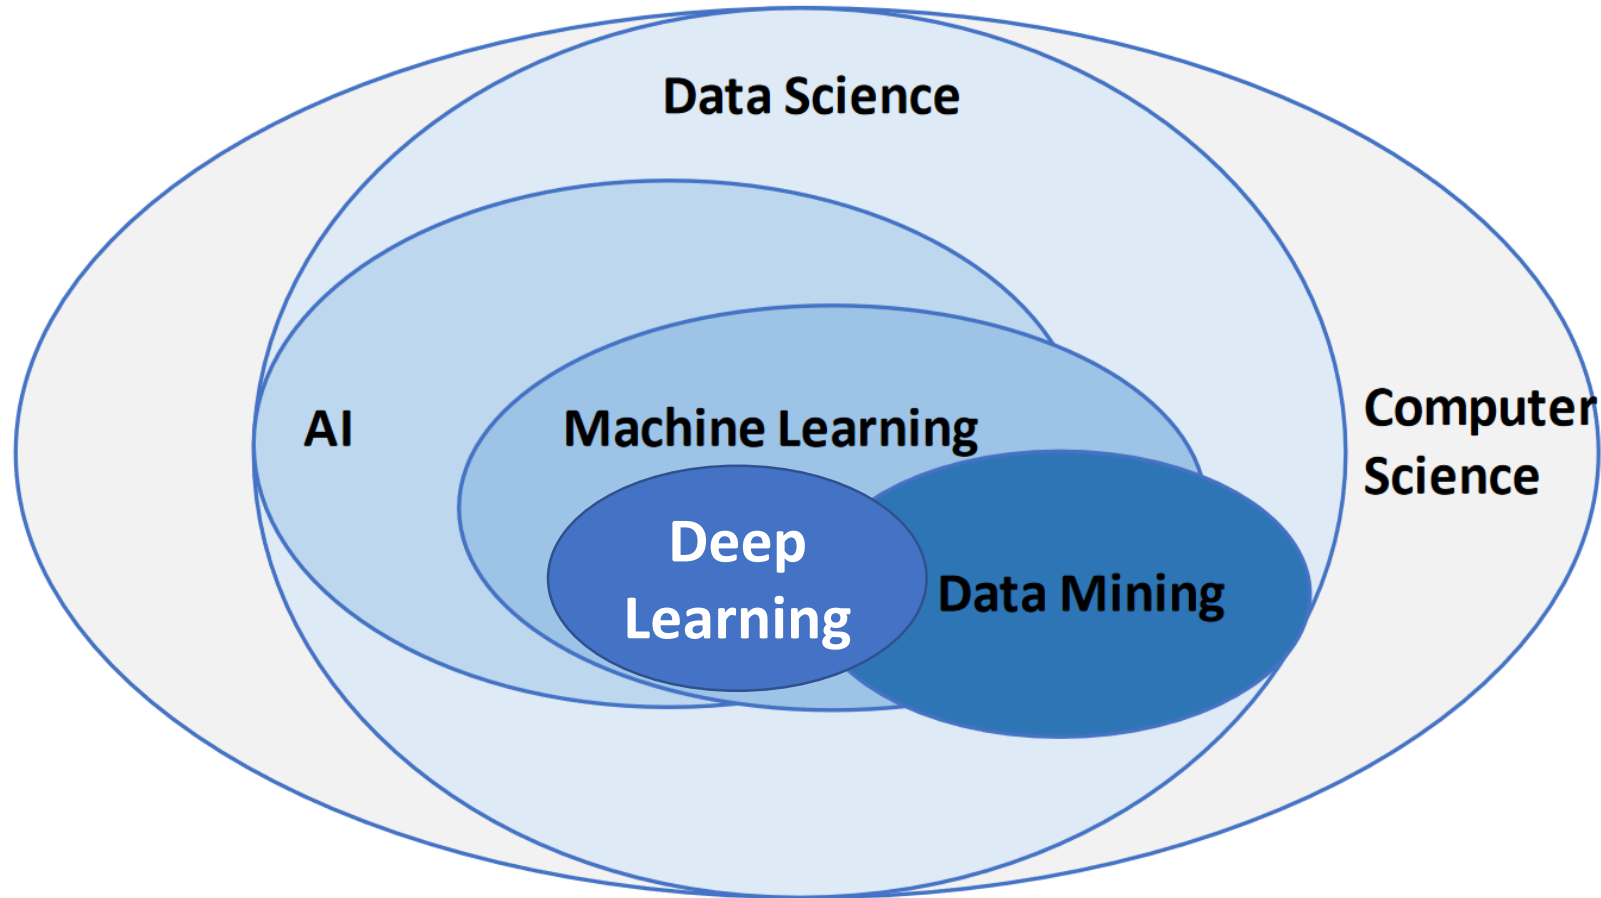 Data Science
AI
Machine Learning
Computer
Science
Deep
Learning
Data Mining